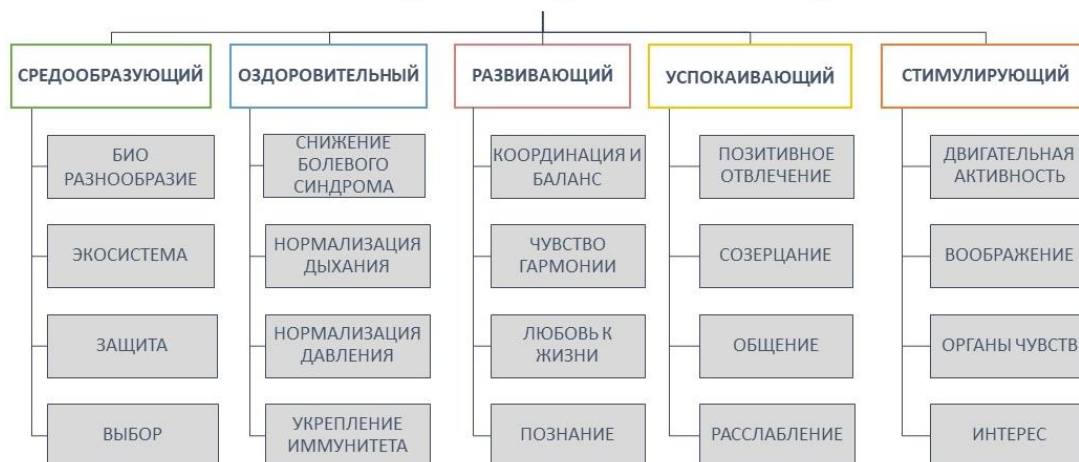 СРЕДООБРАЗУЮЩИЙ
БИО
РАЗНООБРАЗИЕ
ЭКОСИСТЕМА
ЗАЩИТА
ВЫБОР
ОЗДОРОВИТЕЛЬНЫЙ
СНИЖЕНИЕ
БОЛЕВОГО
СИНДРОМА
НОРМАЛИЗАЦИЯ
ДЫХАНИЯ
НОРМАЛИЗАЦИЯ
ДАВЛЕНИЯ
УКРЕПЛЕНИЕ
ИММУНИТЕТА
РАЗВИВАЮЩИЙ
КООРДИНАЦИЯ И
БАЛАНС
ЧУВСТВО
ГАРМОНИИ
ЛЮБОВЬ К
ЖИЗНИ
ПОЗНАНИЕ
УСПОКАИВАЮЩИЙ
ПОЗИТИВНОЕ
ОТВЛЕЧЕНИЕ
СОЗЕРЦАНИЕ
ОБЩЕНИЕ
РАССЛАБЛЕНИЕ
СТИМУЛИРУЮЩИЙ
ДВИГАТЕЛЬНАЯ
АКТИВНОСТЬ
ВООБРАЖЕНИЕ
ОРГАНЫ ЧУВСТВ
ИНТЕРЕС